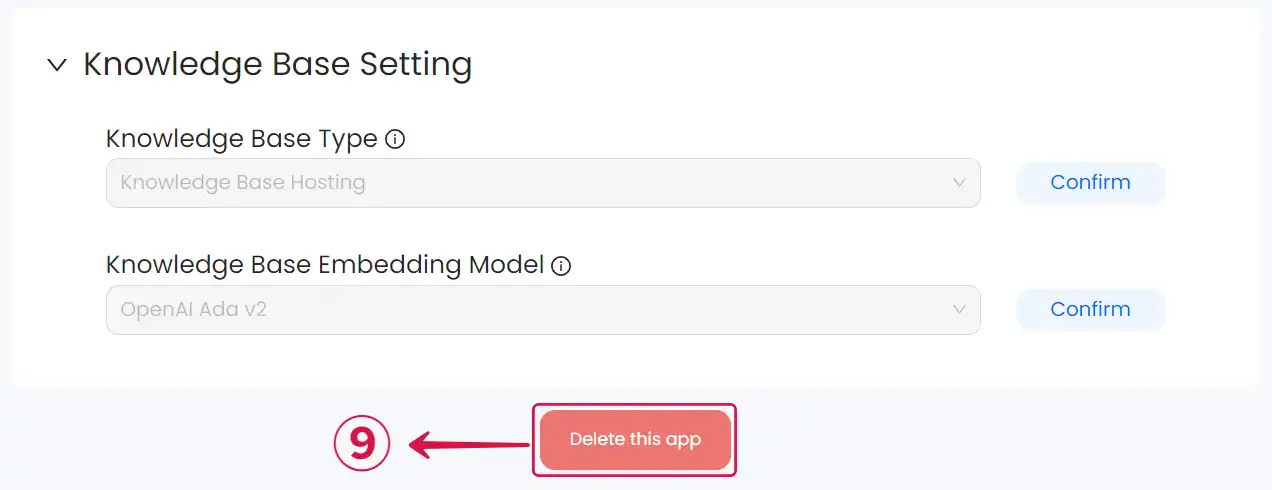 Knowledge Base Setting
Knowledge Base Type
Knowledge Base Hosting
Confirm
Knowledge Base Embedding Model
OpenAI Ada v2
Confirm
9
Delete this app